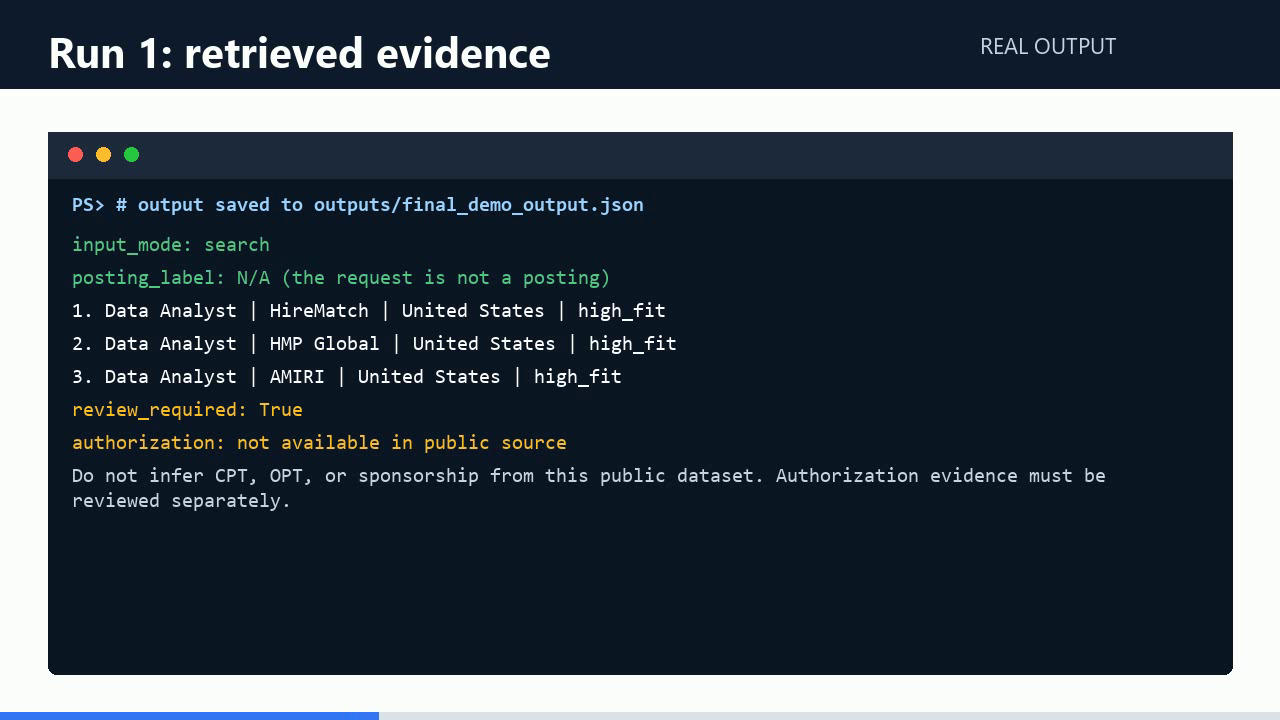 Run 1: retrieved evidence
REAL OUTPUT
PS> # output saved to outputs/final_demo_output.json
input_mode: search
posting_label: N/A (the request is not a posting)
1. Data Analyst | HireMatch | United States | high_fit
2. Data Analyst | HMP Global | United States | high_fit
3. Data Analyst | AMIRI | United States | high_fit
review_required: True
authorization: not available in public source
Do not infer CPT, OPT, or sponsorship from this public dataset. Authorization evidence must be
reviewed separately.